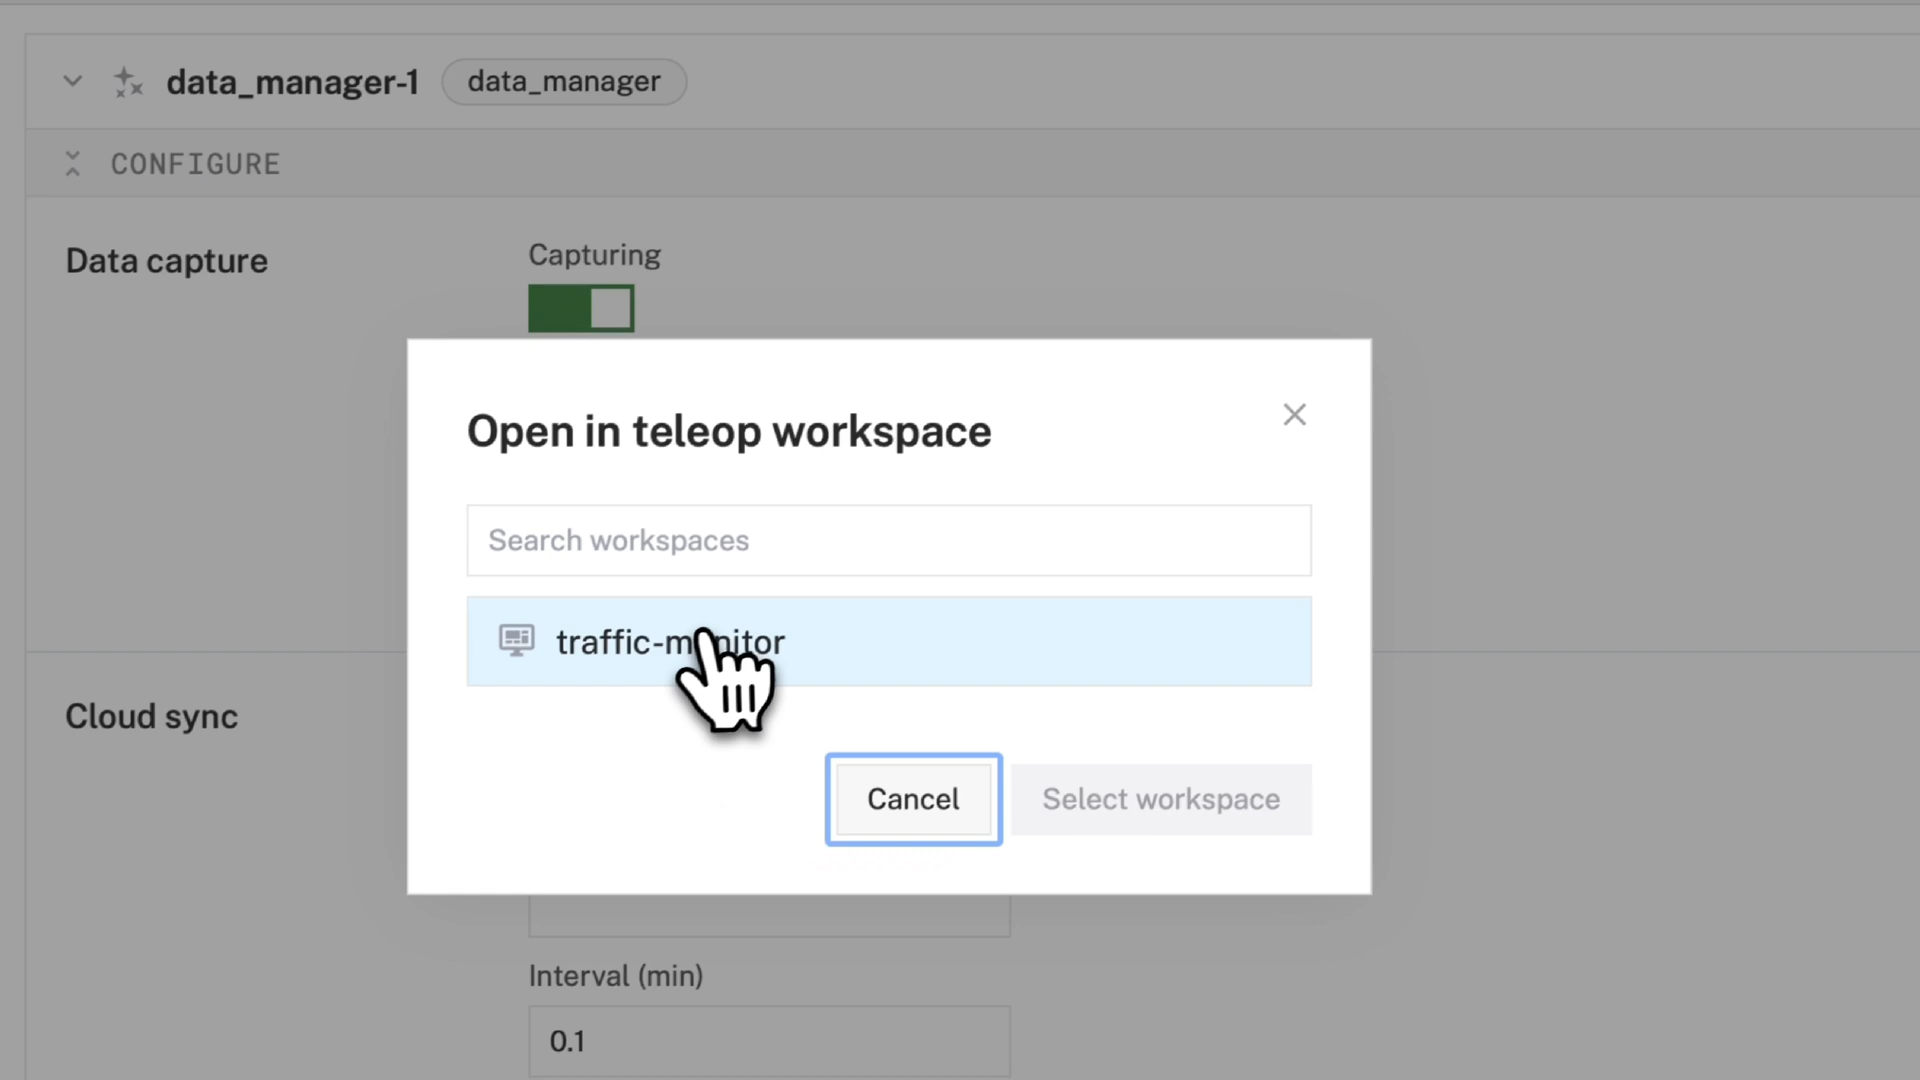 data_manager-1 data_manager
CONFIGURE
Data capture
Capturing
Open in teleop workspace
Search workspaces
traffic-monitor
Cloud sync
Cancel
Select workspace
Interval (min)
0.1